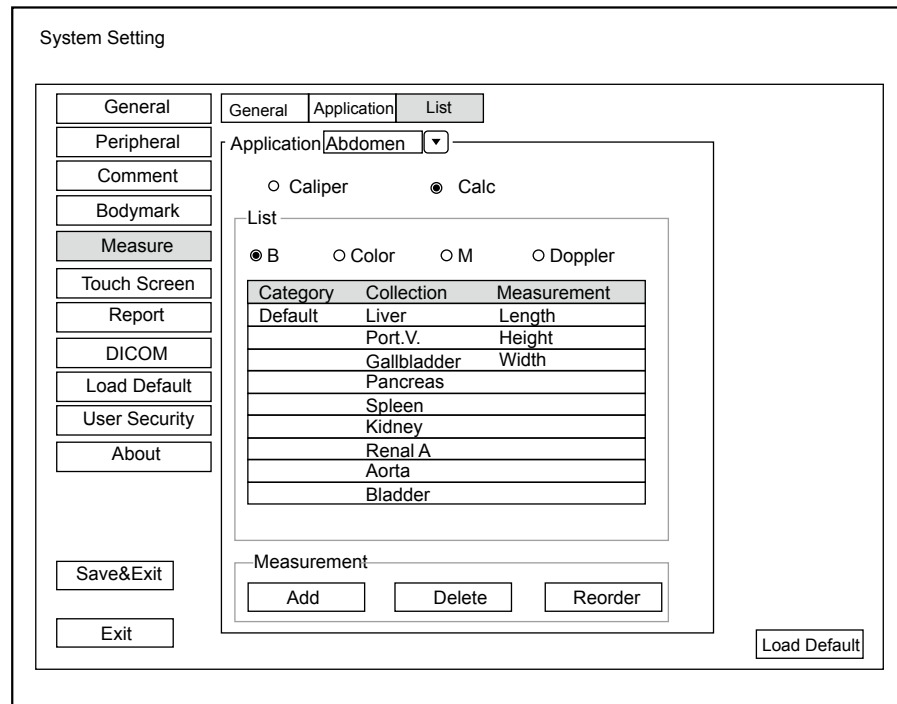 System Setting
General
Peripheral
Comment
Bodymark
Measure
Touch Screen
Report
DICOM
Load Default
User Security
About
Save&Exit
Exit
General Application List
Application Abdomen
Caliper Calc
List
B Color M Doppler
Category Collection Measurement
Default Liver Length
Port.V. Height
Gallbladder Width
Pancreas
Spleen
Kidney
Renal A
Aorta
Bladder
Measurement
Add Delete Reorder
Load Default